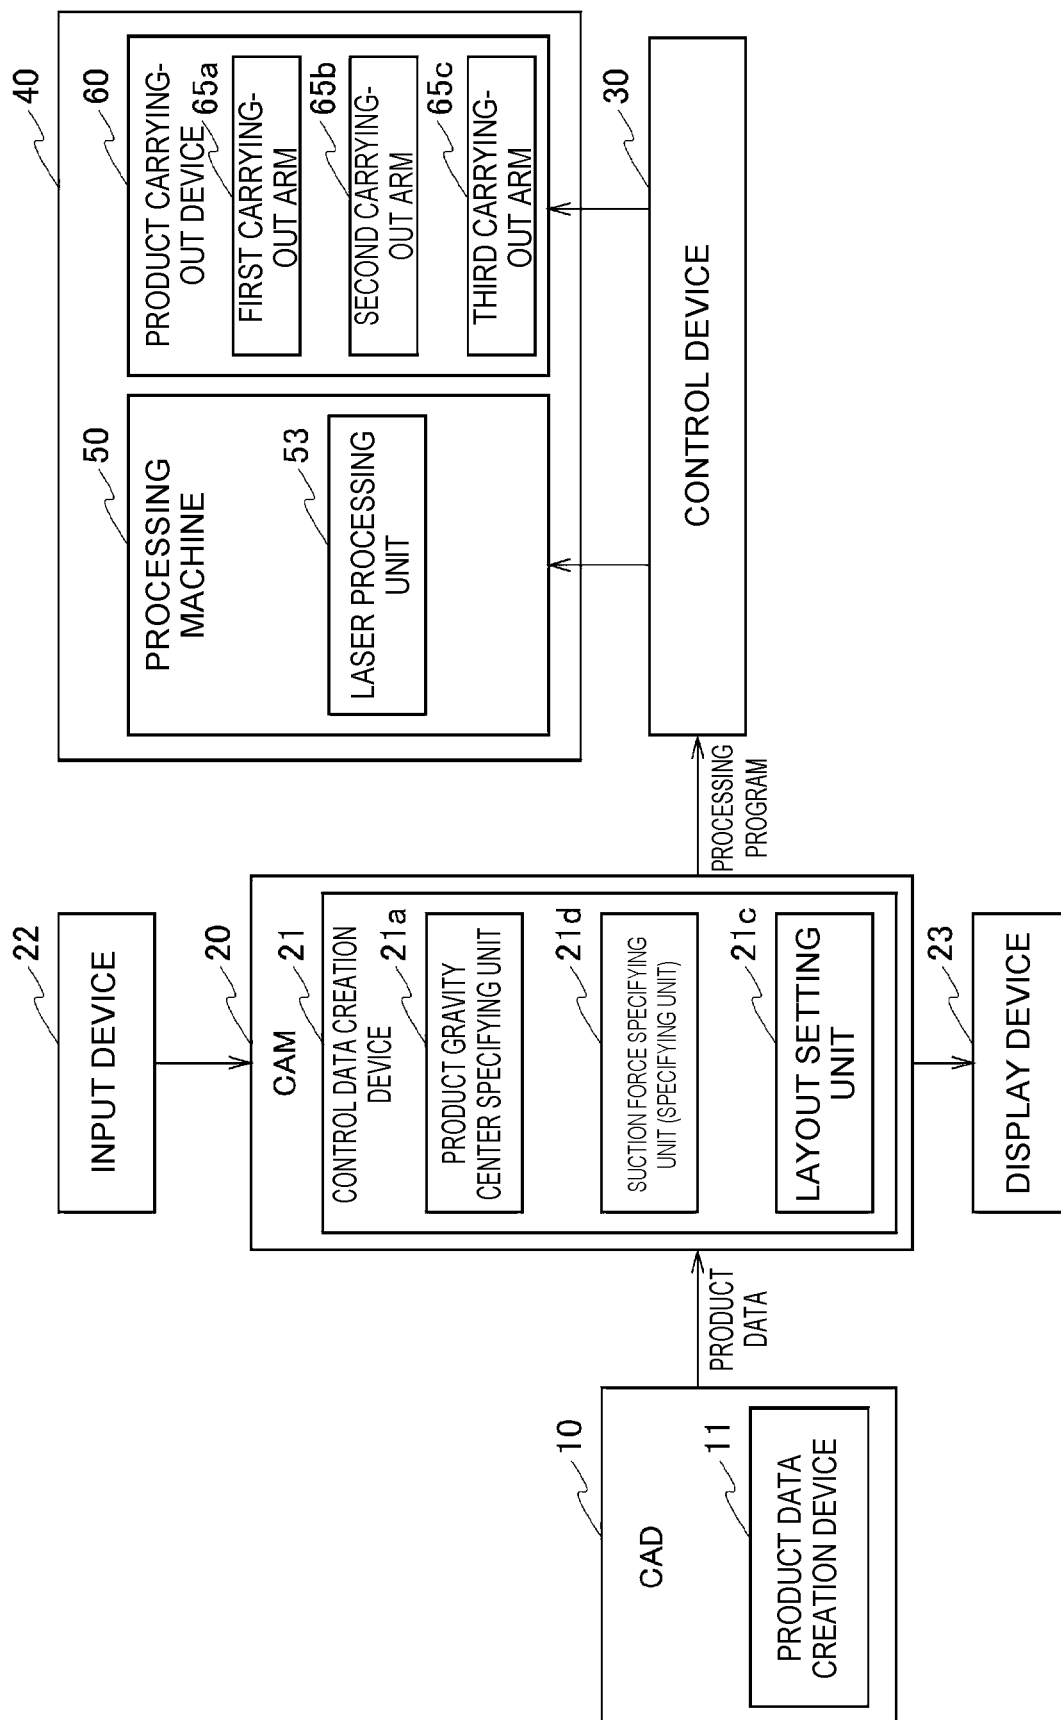 10
CAD
11
PRODUCT DATA
CREATION DEVICE
PRODUCT
DATA
22
INPUT DEVICE
20
CAM
21
CONTROL DATA CREATION
DEVICE
21a
PRODUCT GRAVITY
CENTER SPECIFYING UNIT
21d
SUCTION FORCE SPECIFYING
UNIT (SPECIFYING UNIT)
21c
LAYOUT SETTING
UNIT
23
DISPLAY DEVICE
PROCESSING
PROGRAM
40
50
PROCESSING
MACHINE
53
LASER PROCESSING
UNIT
60
PRODUCT CARRYING-
OUT DEVICE
65a
FIRST CARRYING-
OUT ARM
65b
SECOND CARRYING-
OUT ARM
65c
THIRD CARRYING-
OUT ARM
30
CONTROL DEVICE